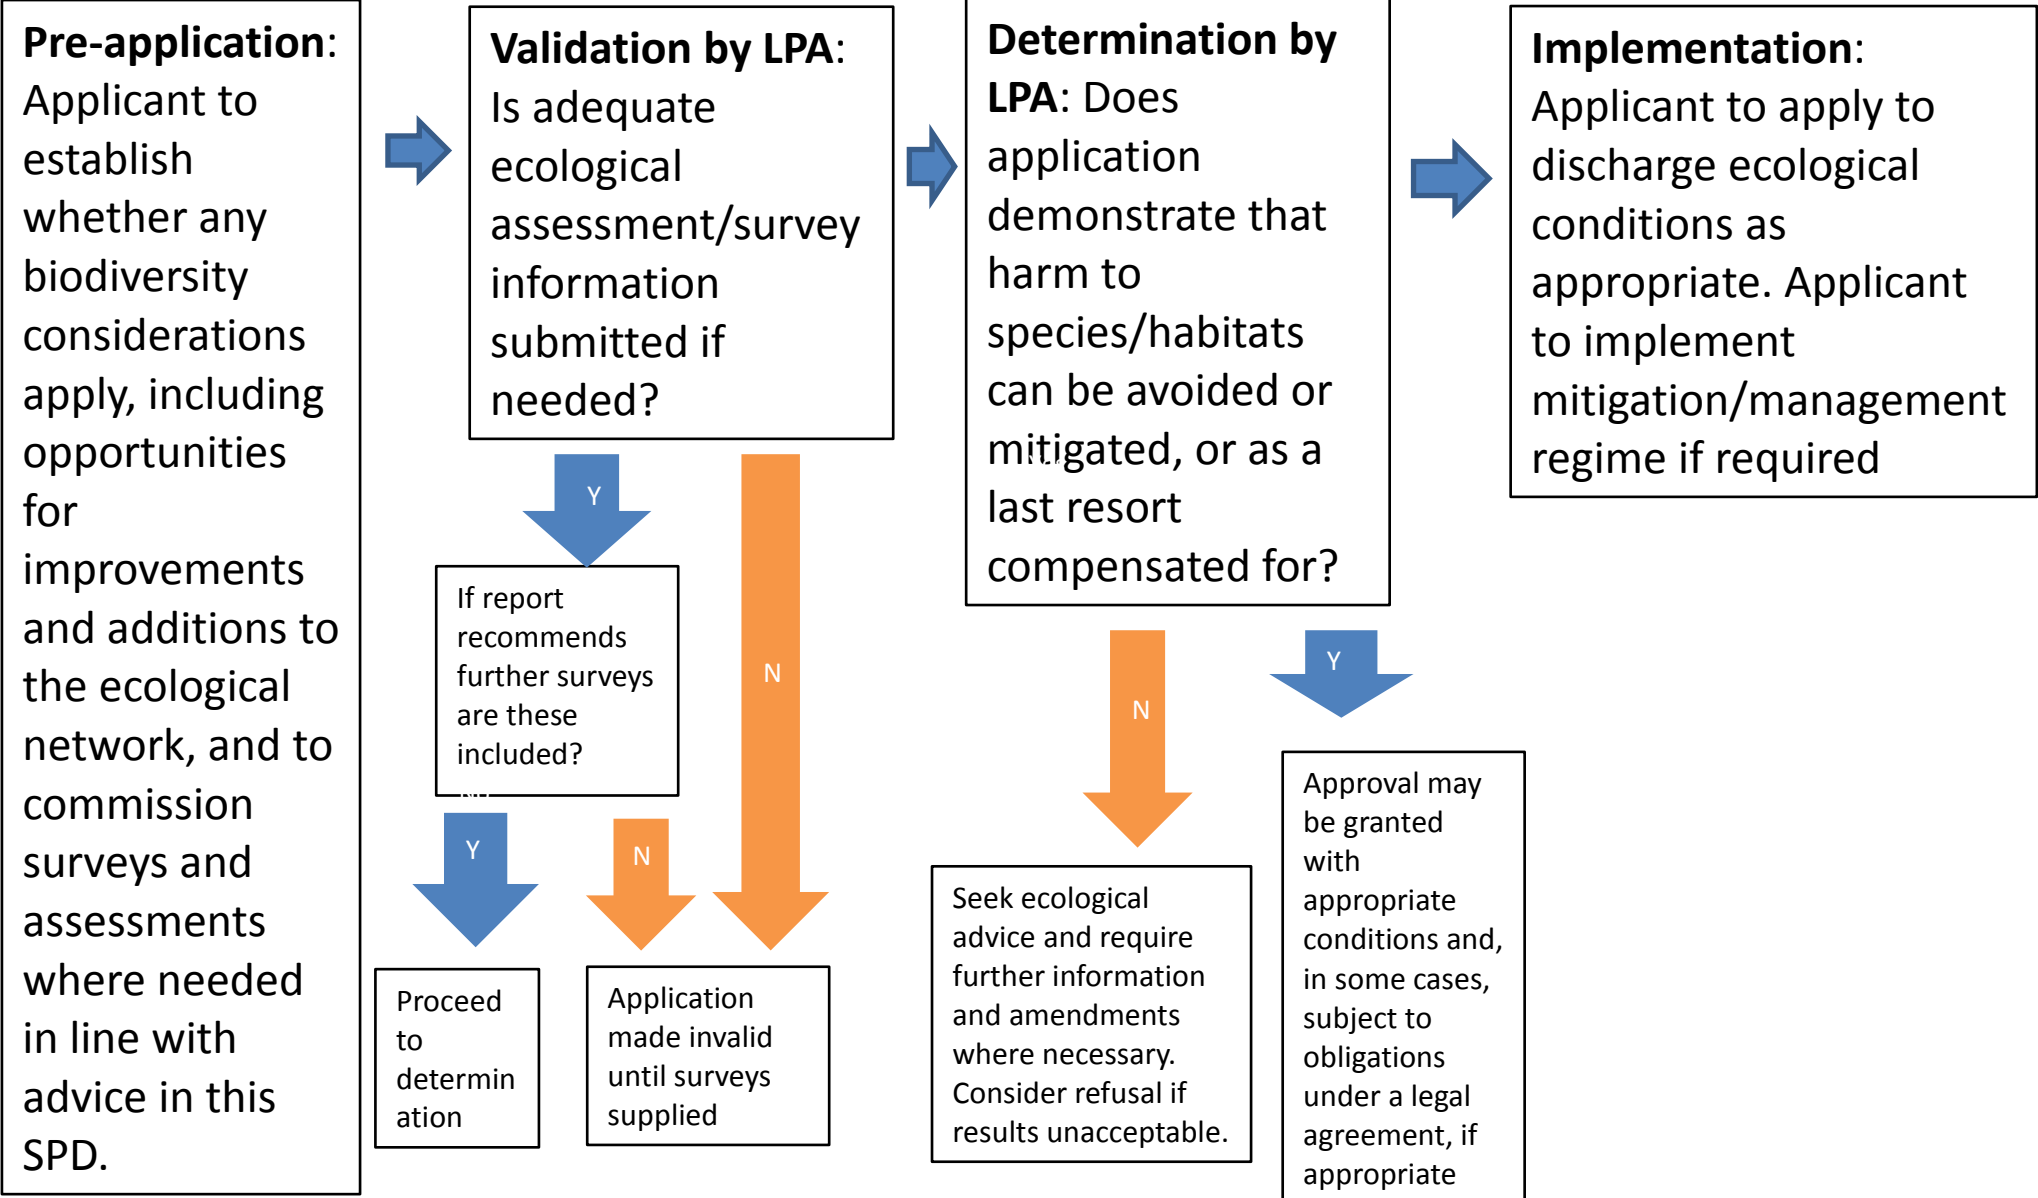 Pre-application:
Applicant to
establish
whether any
biodiversity
considerations
apply, including
opportunities
for
improvements
and additions to
the ecological
network, and to
commission
surveys and
assessments
where needed
in line with
advice in this
SPD.
Validation by LPA:
Is adequate
ecological
assessment/survey
information
submitted if
needed?
Y
N
If report
recommends
further surveys
are these
included?
Y
N
Proceed
to
determin
ation
Application
made invalid
until surveys
supplied
Determination by
LPA: Does
application
demonstrate that
harm to
species/habitats
can be avoided or
mitigated, or as a
last resort
compensated for?
N
Y
Seek ecological
advice and require
further information
and amendments
where necessary.
Consider refusal if
results unacceptable.
Approval may
be granted
with
appropriate
conditions and,
in some cases,
subject to
obligations
under a legal
agreement, if
appropriate
Implementation:
Applicant to apply to
discharge ecological
conditions as
appropriate. Applicant
to implement
mitigation/management
regime if required